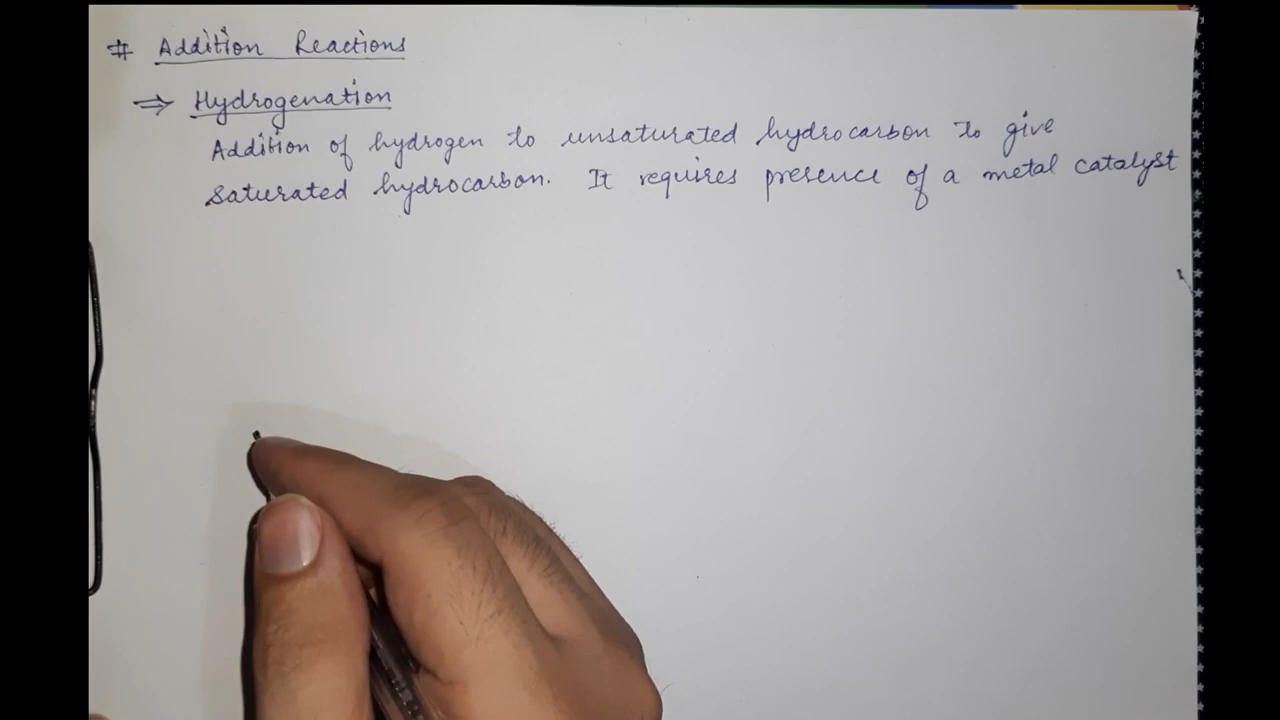 # Addition Reactions
⇒ Hydrogenation
Addition of hydrogen to unsaturated hydrocarbon to give
saturated hydrocarbon. It requires presence of a metal catalyst